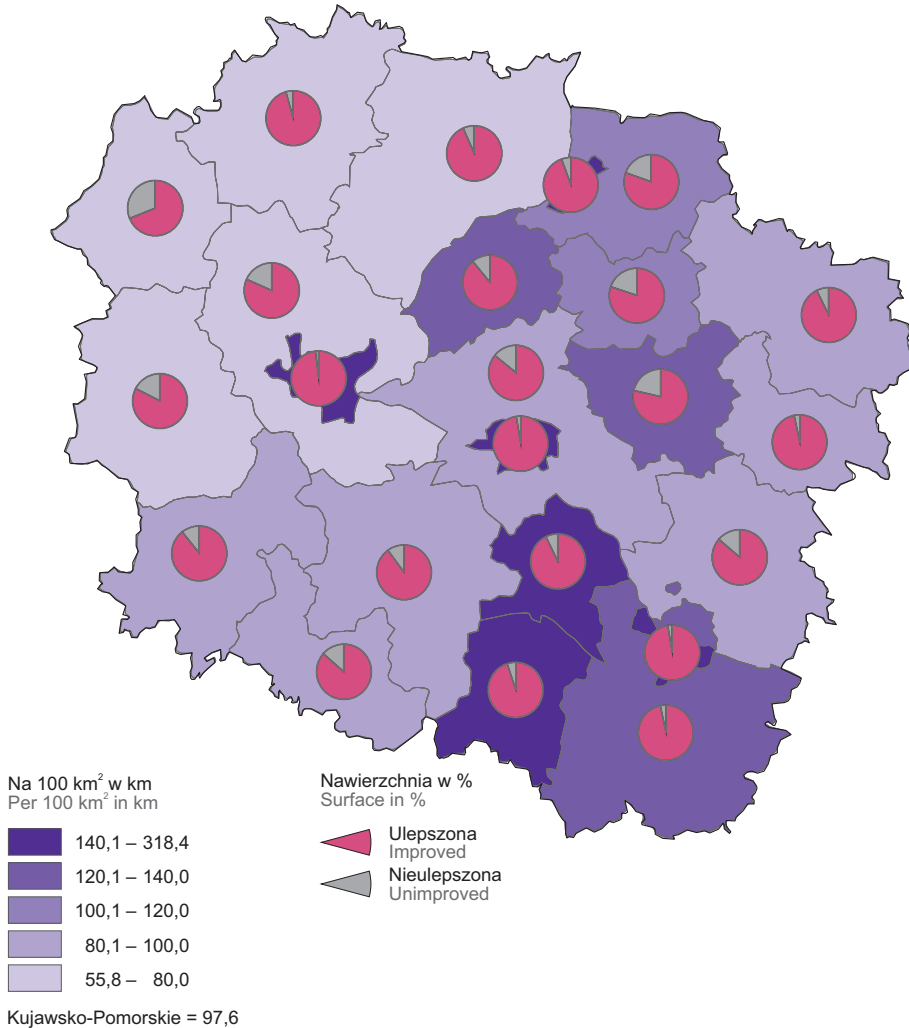 Na 100 km² w km
Per 100 km² in km
140,1 – 318,4
120,1 – 140,0
100,1 – 120,0
80,1 – 100,0
55,8 – 80,0
Kujawsko-Pomorskie = 97,6
Nawierzchnia w %
Surface in %
Ulepszona
Improved
Nieulepszona
Unimproved